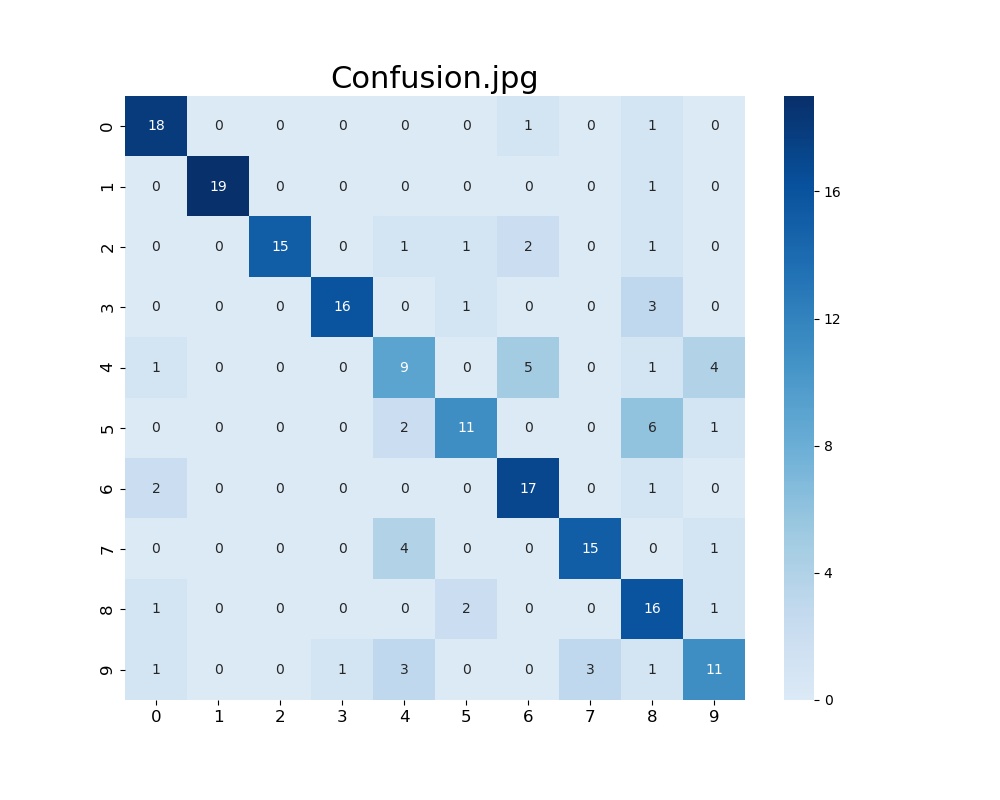 Confusion.jpg
0 18 0 0 0 0 0 1 0 1 0
1 0 19 0 0 0 0 0 0 1 0
16
2 0 0 15 0 1 1 2 0 1 0
3 0 0 0 16 0 1 0 0 3 0
12
4 1 0 0 0 9 0 5 0 1 4
5 0 0 0 0 2 11 0 0 6 1
8
6 2 0 0 0 0 0 17 0 1 0
7 0 0 0 0 4 0 0 15 0 1
4
8 1 0 0 0 0 2 0 0 16 1
9 1 0 0 1 3 0 0 3 1 11
0
0 1 2 3 4 5 6 7 8 9